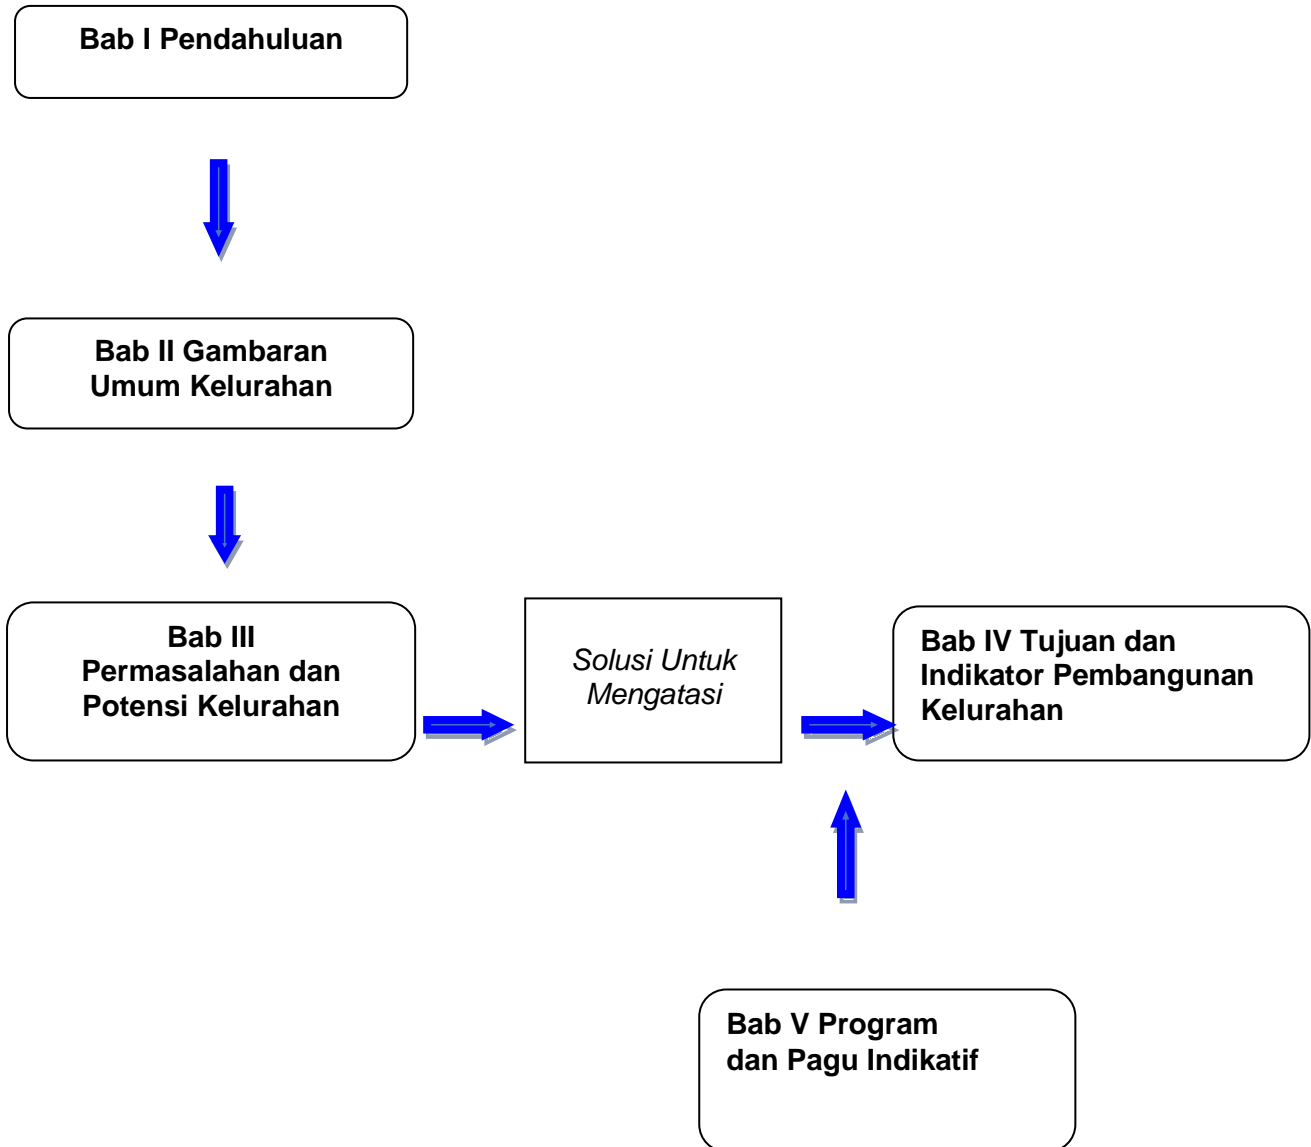 Bab I Pendahuluan
Bab II Gambaran
Umum Kelurahan
Bab III
Permasalahan dan
Potensi Kelurahan
Solusi Untuk
Mengatasi
Bab IV Tujuan dan
Indikator Pembangunan
Kelurahan
Bab V Program
dan Pagu Indikatif